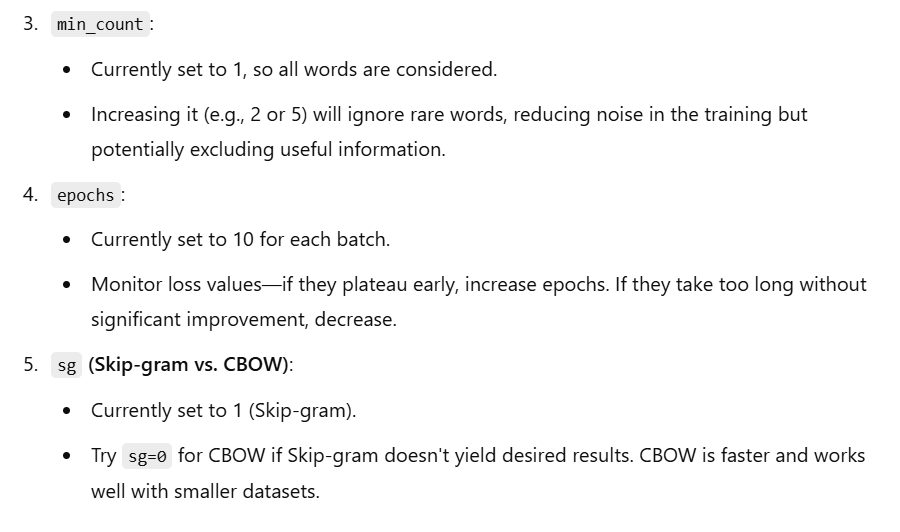 3. min_count:
• Currently set to 1, so all words are considered.
• Increasing it (e.g., 2 or 5) will ignore rare words, reducing noise in the training but
potentially excluding useful information.
4. epochs:
• Currently set to 10 for each batch.
• Monitor loss values—if they plateau early, increase epochs. If they take too long without
significant improvement, decrease.
5. sg (Skip-gram vs. CBOW):
• Currently set to 1 (Skip-gram).
• Try sg=0 for CBOW if Skip-gram doesn't yield desired results. CBOW is faster and works
well with smaller datasets.